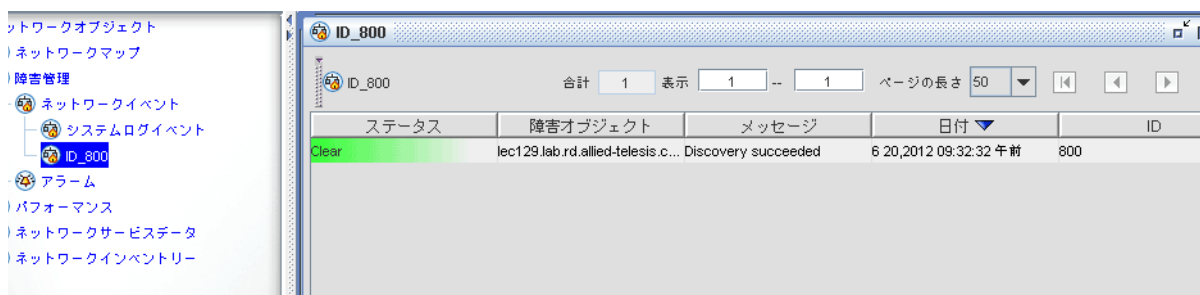 ットワークオブジェクト
ネットワークマップ
障害管理
ネットワークイベント
システムログイベント
ID_800
アラーム
パフォーマンス
ネットワークサービスデータ
ネットワークインベントリー
ID_800
ID_800 合計 1 表示 1 -- 1 ページの長さ 50
ステータス 障害オブジェクト メッセージ 日付 ID
Clear lec129.lab.rd.allied-telesis.c... Discovery succeeded 6 20,2012 09:32:32 午前 800